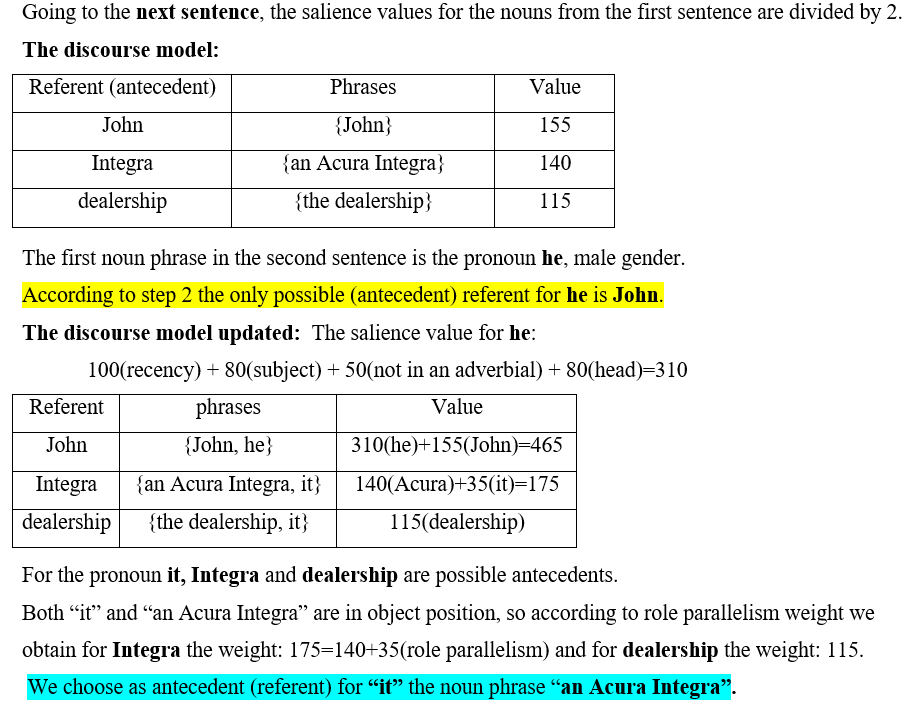 Going to the next sentence, the salience values for the nouns from the first sentence are divided by 2.
The discourse model:
Referent (antecedent) Phrases Value
John {John} 155
Integra {an Acura Integra} 140
dealership {the dealership} 115
The first noun phrase in the second sentence is the pronoun he, male gender.
According to step 2 the only possible (antecedent) referent for he is John.
The discourse model updated: The salience value for he:
100(recency) + 80(subject) + 50(not in an adverbial) + 80(head)=310
Referent phrases Value
John {John, he} 310(he)+155(John)=465
Integra {an Acura Integra, it} 140(Acura)+35(it)=175
dealership {the dealership, it} 115(dealership)
For the pronoun it, Integra and dealership are possible antecedents.
Both “it” and “an Acura Integra” are in object position, so according to role parallelism weight we
obtain for Integra the weight: 175=140+35(role parallelism) and for dealership the weight: 115.
We choose as antecedent (referent) for “it” the noun phrase “an Acura Integra”.